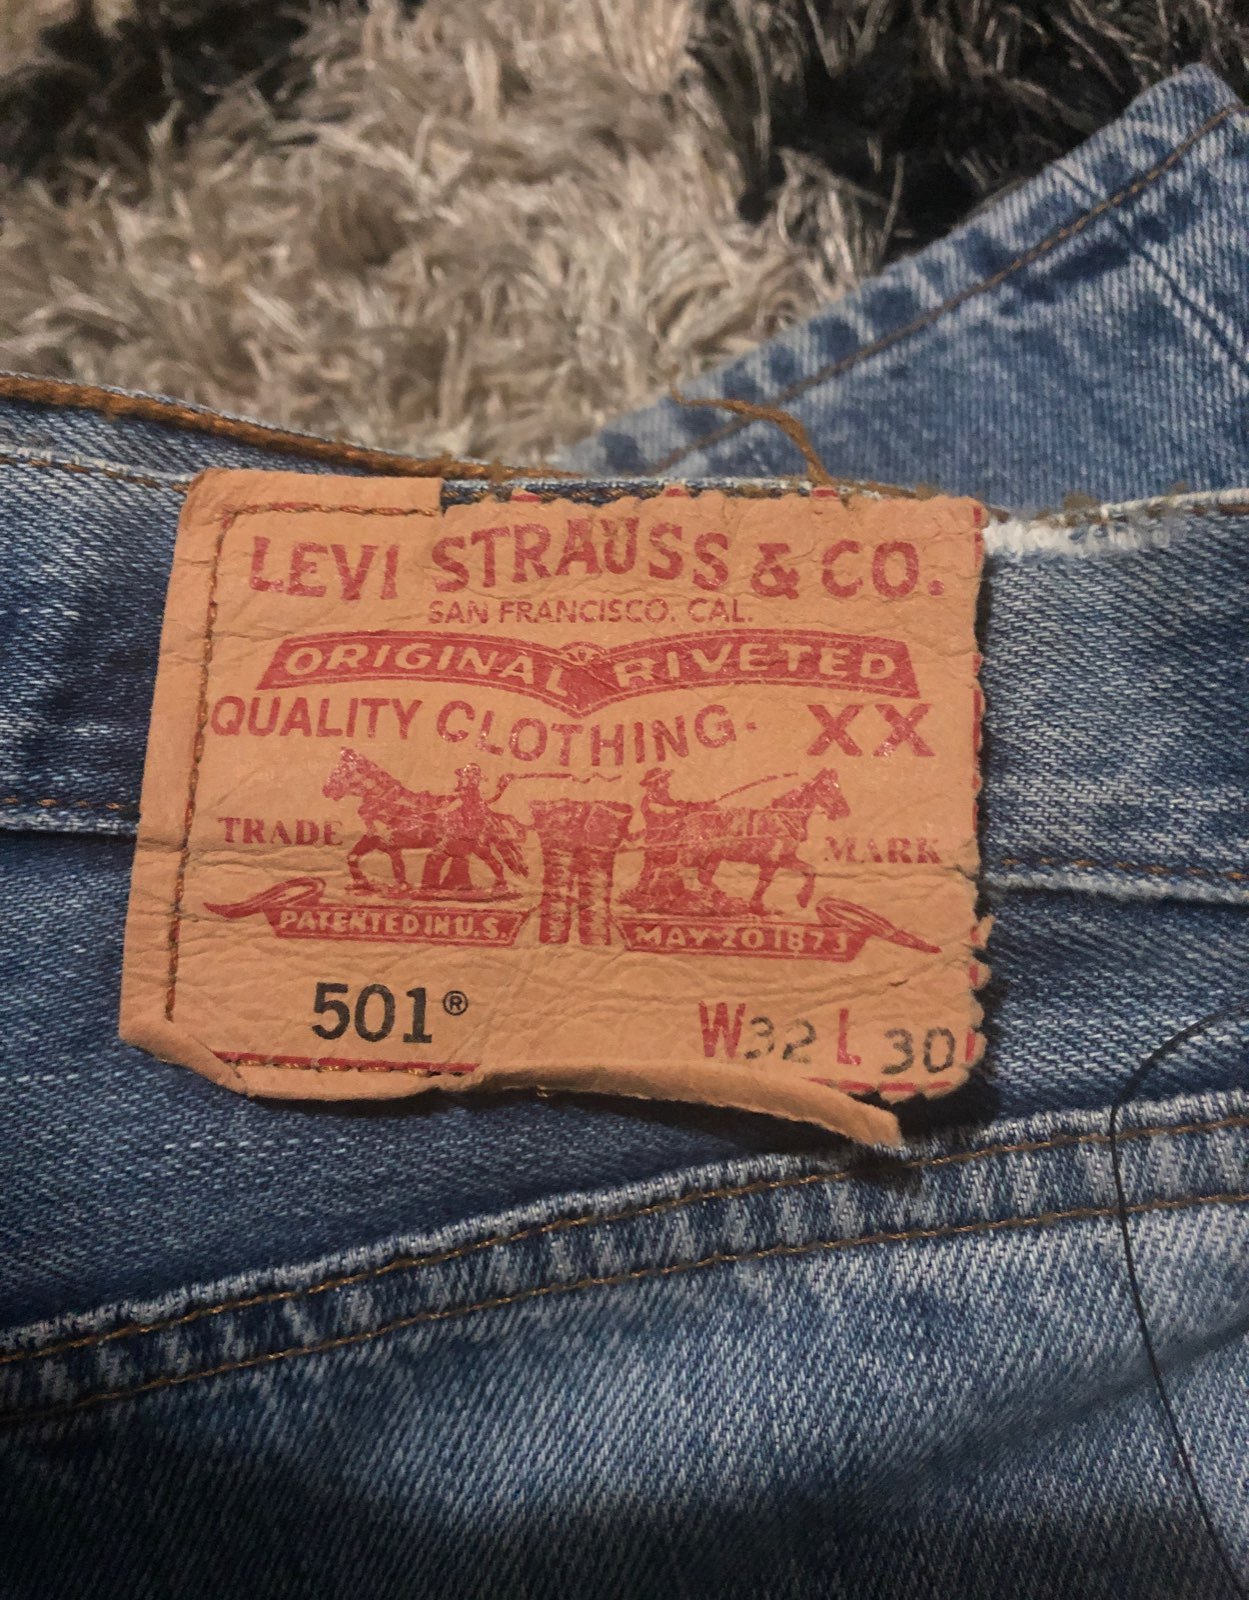 LEVI STRAUSS & CO.
SAN FRANCISCO. CAL.
ORIGINAL RIVETED
QUALITY CLOTHING. XX
TRADE MARK
PATENTED IN U.S. MAY 20 1873
501® W32 L 30